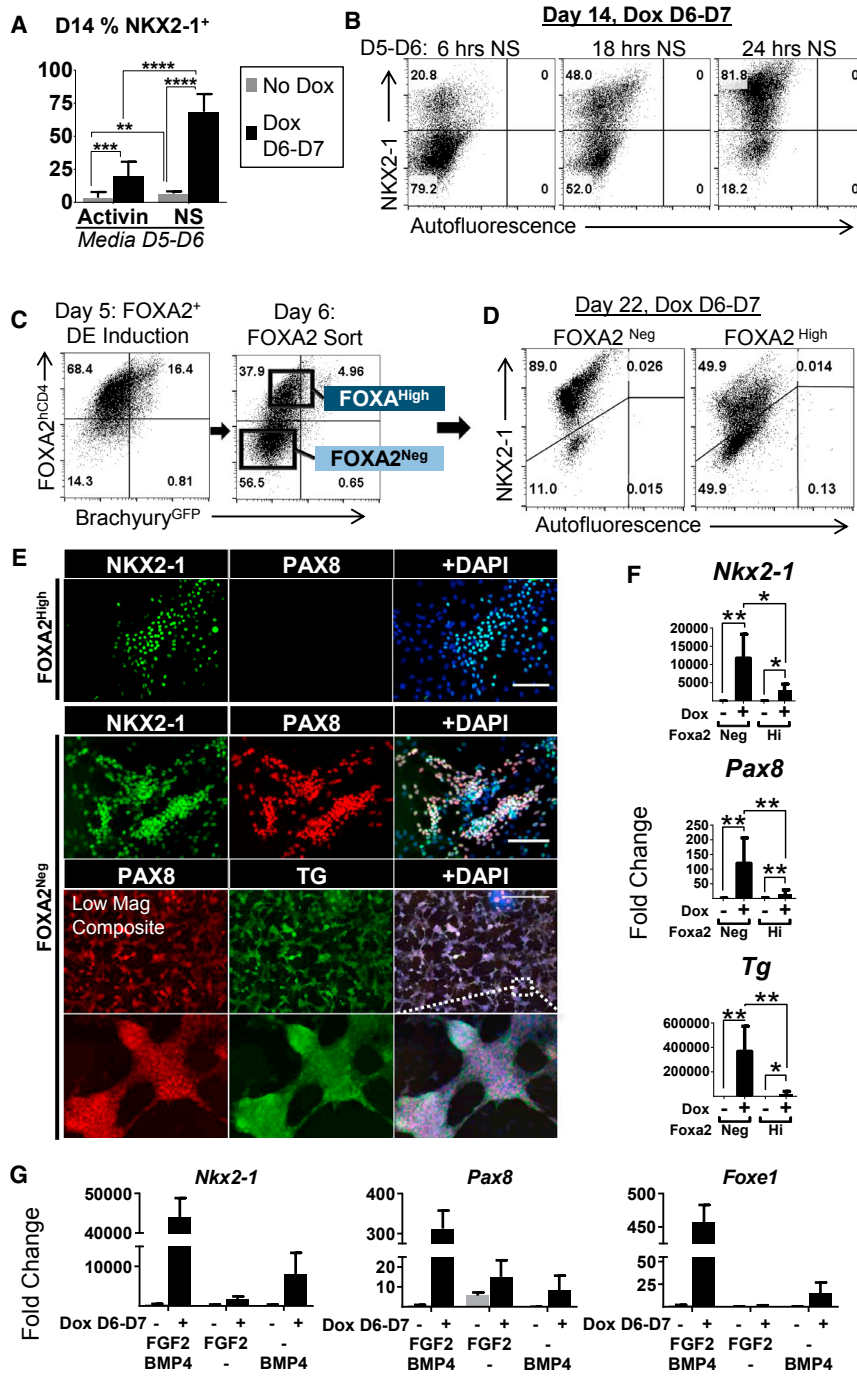 A D14 % NKX2-1+
100
75
50
25
0
****
****
**
***
No Dox
Dox
D6-D7
Activin NS
Media D5-D6
B Day 14, Dox D6-D7
D5-D6: 6 hrs NS 18 hrs NS 24 hrs NS
NKX2-1
20.8 0 48.0 0 81.8 0
79.2 0 52.0 0 18.2 0
Autofluorescence
C Day 5: FOXA2+
DE Induction
Day 6:
FOXA2 Sort
FOXA2hCD4
68.4 16.4 37.9 4.96
FOXAHigh
FOXA2Neg
14.3 0.81 56.5 0.65
BrachyuryGFP
D Day 22, Dox D6-D7
FOXA2 Neg FOXA2 High
NKX2-1
89.0 0.026 49.9 0.014
11.0 0.015 49.9 0.13
Autofluorescence
E
NKX2-1 PAX8 +DAPI
FOXA2High
NKX2-1 PAX8 +DAPI
FOXA2Neg
PAX8 TG +DAPI
Low Mag
Composite
F
Fold Change
Nkx2-1
20000
15000
10000
5000
** * *
Dox - + - +
Foxa2 Neg Hi
Pax8
250
200
150
100
50
** ** **
Dox - + - +
Foxa2 Neg Hi
Tg
600000
400000
200000
** ** *
Dox - + - +
Foxa2 Neg Hi
G
Fold Change
Nkx2-1
50000
40000
10000
Dox D6-D7 - + - + - +
FGF2 FGF2 -
BMP4 - BMP4
Pax8
400
300
20
10
Dox D6-D7 - + - + - +
FGF2 FGF2 -
BMP4 - BMP4
Foxe1
500
450
50
25
Dox D6-D7 - + - + - +
FGF2 FGF2 -
BMP4 - BMP4